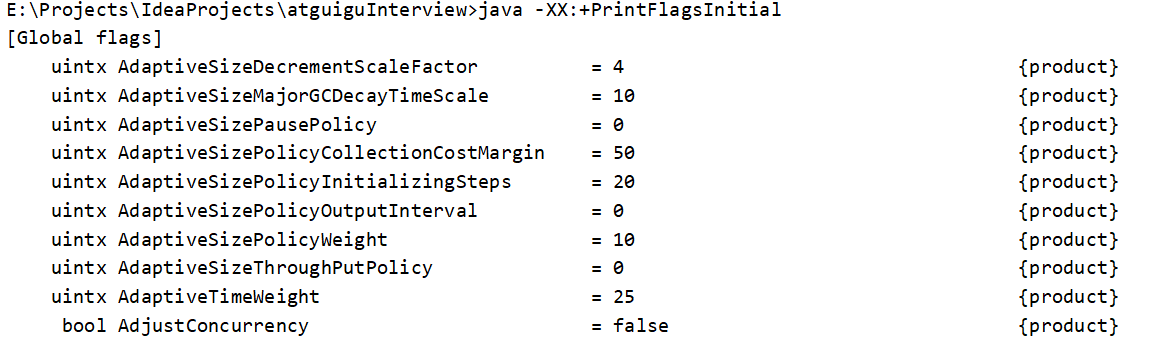 E:\Projects\IdeaProjects\atguiguInterview>java -XX:+PrintFlagsInitial
[Global flags]
    uintx AdaptiveSizeDecrementScaleFactor          = 4                                   {product}
    uintx AdaptiveSizeMajorGCDecayTimeScale         = 10                                  {product}
    uintx AdaptiveSizePausePolicy                   = 0                                   {product}
    uintx AdaptiveSizePolicyCollectionCostMargin    = 50                                  {product}
    uintx AdaptiveSizePolicyInitializingSteps       = 20                                  {product}
    uintx AdaptiveSizePolicyOutputInterval          = 0                                   {product}
    uintx AdaptiveSizePolicyWeight                  = 10                                  {product}
    uintx AdaptiveSizeThroughPutPolicy              = 0                                   {product}
    uintx AdaptiveTimeWeight                        = 25                                  {product}
     bool AdjustConcurrency                         = false                               {product}